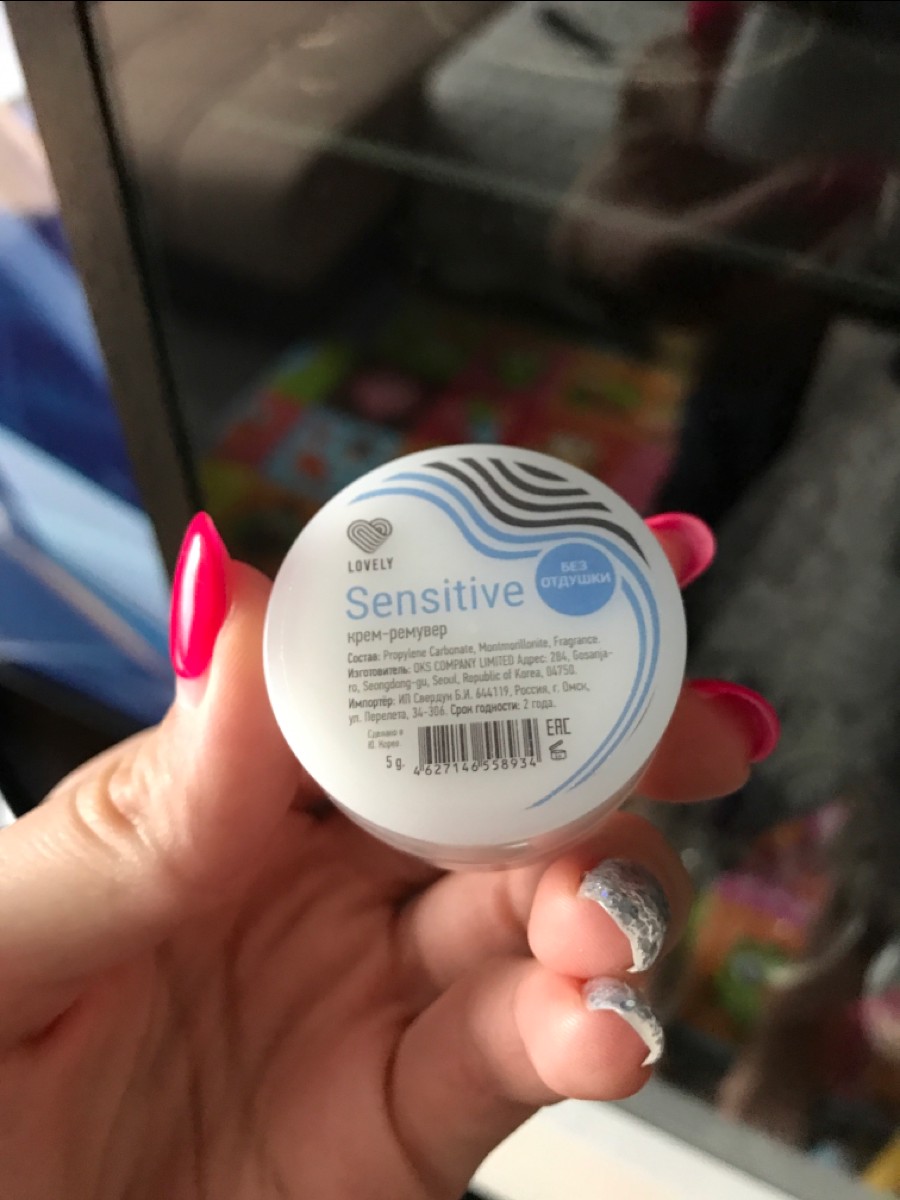 LOVELY
Sensitive
БЕЗ
ОТДУШКИ
крем-ремувер
Состав: Propylene Carbonate, Montmorillonite, Fragrance.
Изготовитель: DKS COMPANY LIMITED Адрес: 284, Gosanja-
ro, Seongdong-gu, Seoul, Republic of Korea, 04750.
Импортёр: ИП Свердун Б.И. 644119, Россия, г. Омск,
ул. Перелета, 34-306. Срок годности: 2 года.
Сделано в
Ю. Корея
5 g.
4627146558934
EAC